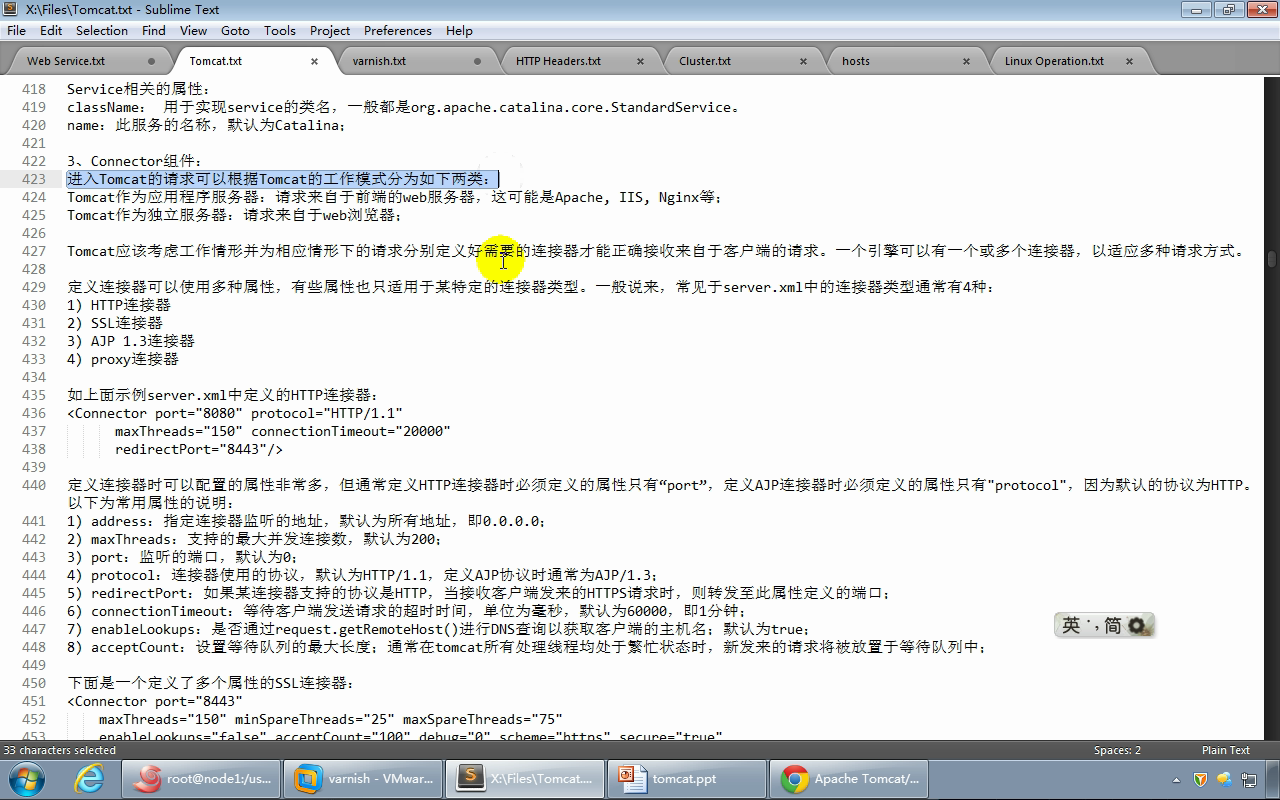 X:\Files\Tomcat.txt - Sublime Text
File Edit Selection Find View Goto Tools Project Preferences Help
Web Service.txt Tomcat.txt varnish.txt HTTP Headers.txt Cluster.txt hosts Linux Operation.txt
418 Service相关的属性：
419 className： 用于实现service的类名，一般都是org.apache.catalina.core.StandardService。
420 name：此服务的名称，默认为Catalina；
421
422 3、Connector组件：
423 进入Tomcat的请求可以根据Tomcat的工作模式分为如下两类：
424 Tomcat作为应用程序服务器：请求来自于前端的web服务器，这可能是Apache, IIS, Nginx等；
425 Tomcat作为独立服务器：请求来自于web浏览器；
426
427 Tomcat应该考虑工作情形并为相应情形下的请求分别定义好需要的连接器才能正确接收来自于客户端的请求。一个引擎可以有一个或多个连接器，以适应多种请求方式。
428
429 定义连接器可以使用多种属性，有些属性也只适用于某特定的连接器类型。一般说来，常见于server.xml中的连接器类型通常有4种：
430 1) HTTP连接器
431 2) SSL连接器
432 3) AJP 1.3连接器
433 4) proxy连接器
434
435 如上面示例server.xml中定义的HTTP连接器：
436 <Connector port="8080" protocol="HTTP/1.1"
437 maxThreads="150" connectionTimeout="20000"
438 redirectPort="8443"/>
439
440 定义连接器时可以配置的属性非常多，但通常定义HTTP连接器时必须定义的属性只有“port”，定义AJP连接器时必须定义的属性只有"protocol"，因为默认的协议为HTTP。
以下为常用属性的说明：
441 1) address：指定连接器监听的地址，默认为所有地址，即0.0.0.0；
442 2) maxThreads：支持的最大并发连接数，默认为200；
443 3) port：监听的端口，默认为0；
444 4) protocol：连接器使用的协议，默认为HTTP/1.1，定义AJP协议时通常为AJP/1.3；
445 5) redirectPort：如果某连接器支持的协议是HTTP，当接收客户端发来的HTTPS请求时，则转发至此属性定义的端口；
446 6) connectionTimeout：等待客户端发送请求的超时时间，单位为毫秒，默认为60000，即1分钟；
447 7) enableLookups：是否通过request.getRemoteHost()进行DNS查询以获取客户端的主机名；默认为true；
448 8) acceptCount：设置等待队列的最大长度；通常在tomcat所有处理线程均处于繁忙状态时，新发来的请求将被放置于等待队列中；
449
450 下面是一个定义了多个属性的SSL连接器：
451 <Connector port="8443"
452 maxThreads="150" minSpareThreads="25" maxSpareThreads="75"
453 enableLookups="false" acceptCount="100" debug="0" scheme="https" secure="true"
英 简
33 characters selected Spaces: 2 Plain Text
root@node1:/us... varnish - VMwar... X:\Files\Tomcat.... tomcat.ppt Apache Tomcat/...